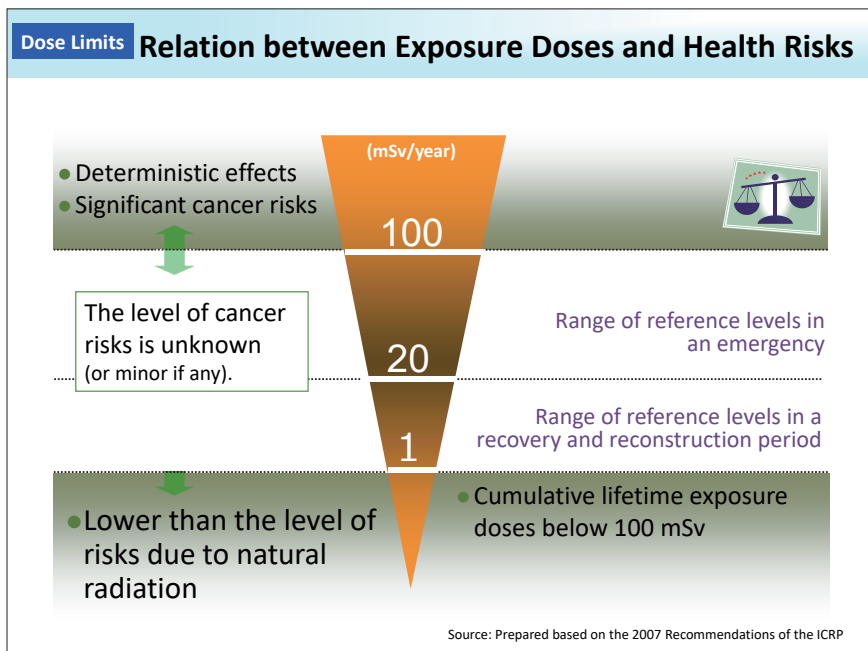 Dose Limits
Relation between Exposure Doses and Health Risks
(mSv/year)
● Deterministic effects
● Significant cancer risks
100
The level of cancer
risks is unknown
(or minor if any).
Range of reference levels in
an emergency
20
Range of reference levels in a
recovery and reconstruction period
1
● Lower than the level of
risks due to natural
radiation
● Cumulative lifetime exposure
doses below 100 mSv
Source: Prepared based on the 2007 Recommendations of the ICRP